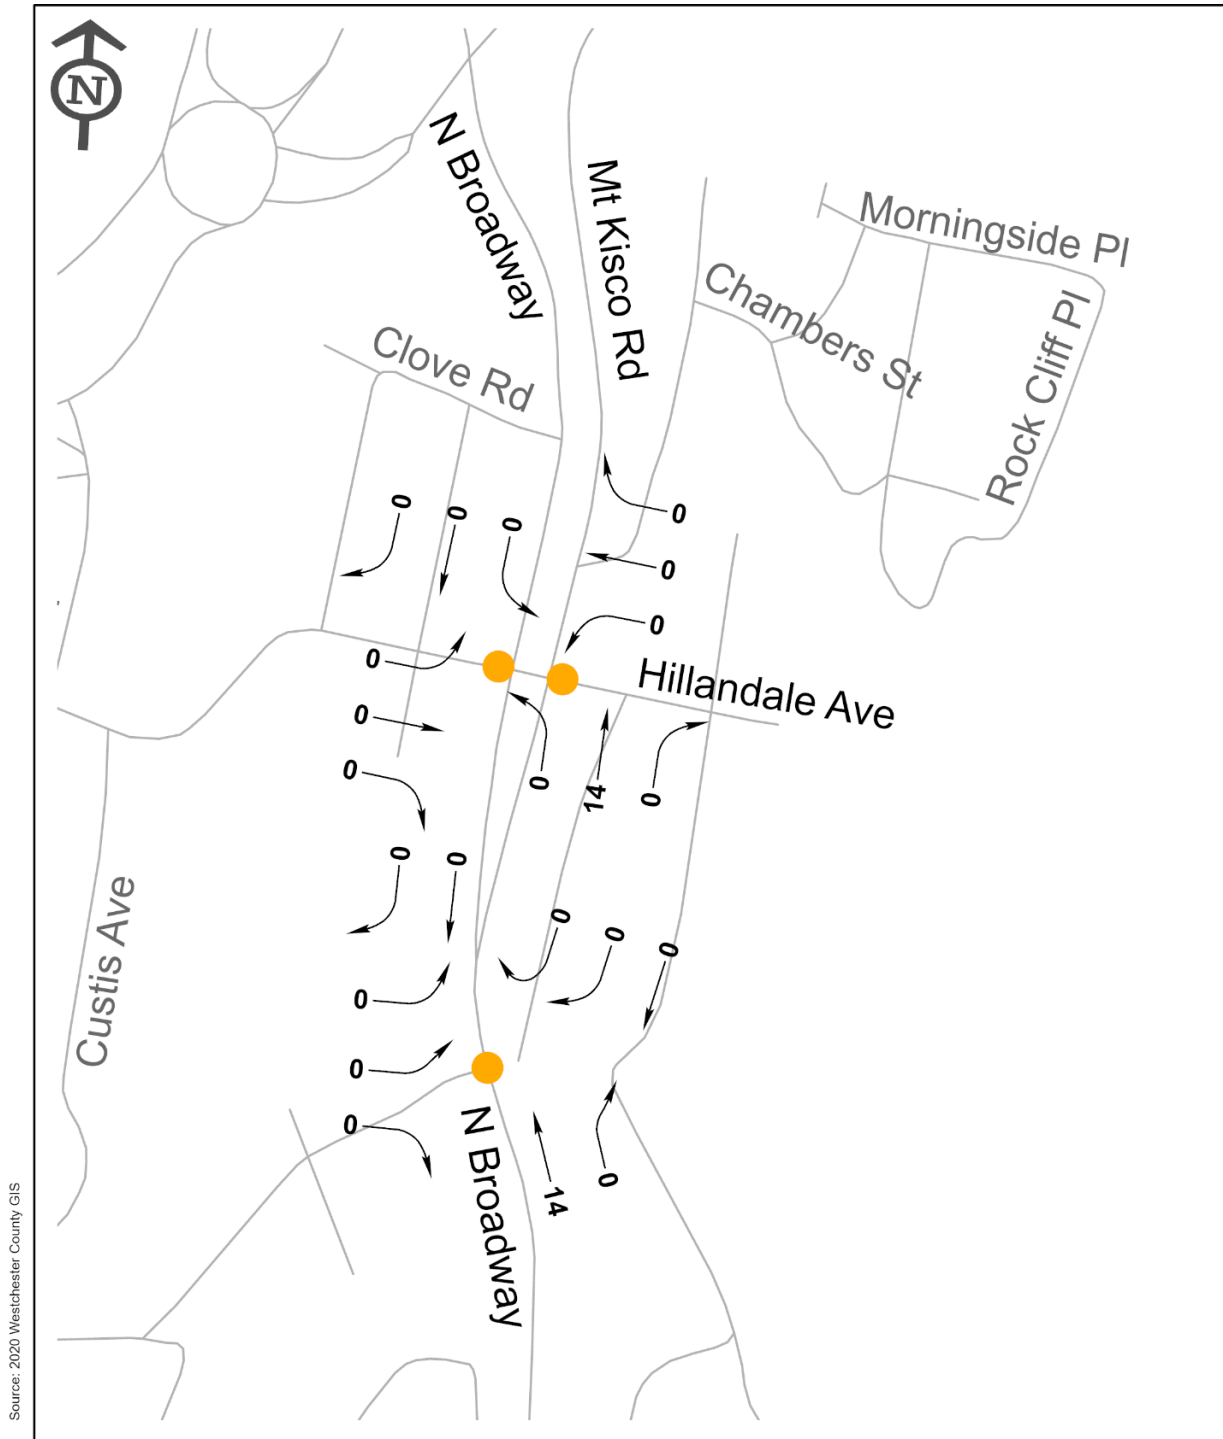 N
N Broadway
Mt Kisco Rd
Morningside Pl
Chambers St
Rock Cliff Pl
Clove Rd
0
0
0
0
0
0
0
Hillandale Ave
0
0
0
14
0
0
0
Custis Ave
0
0
0
0
0
0
N Broadway
14
0
Source: 2020 Westchester County GIS